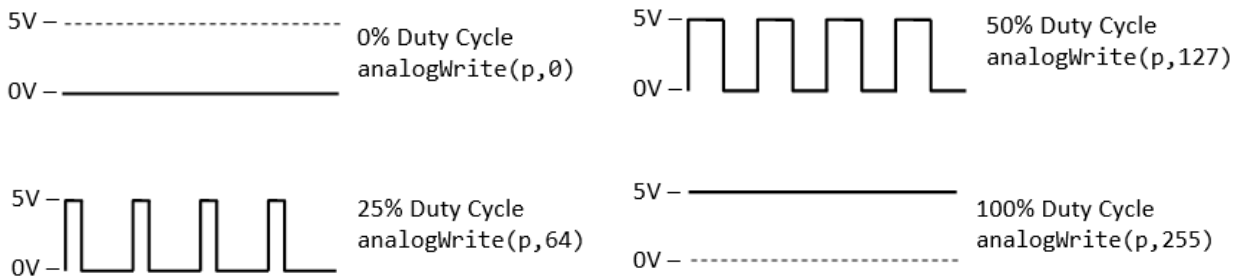 5V –
0% Duty Cycle
analogWrite(p,0)
0V –
5V –
50% Duty Cycle
analogWrite(p,127)
0V –
5V –
25% Duty Cycle
analogWrite(p,64)
0V –
5V –
100% Duty Cycle
analogWrite(p,255)
0V –